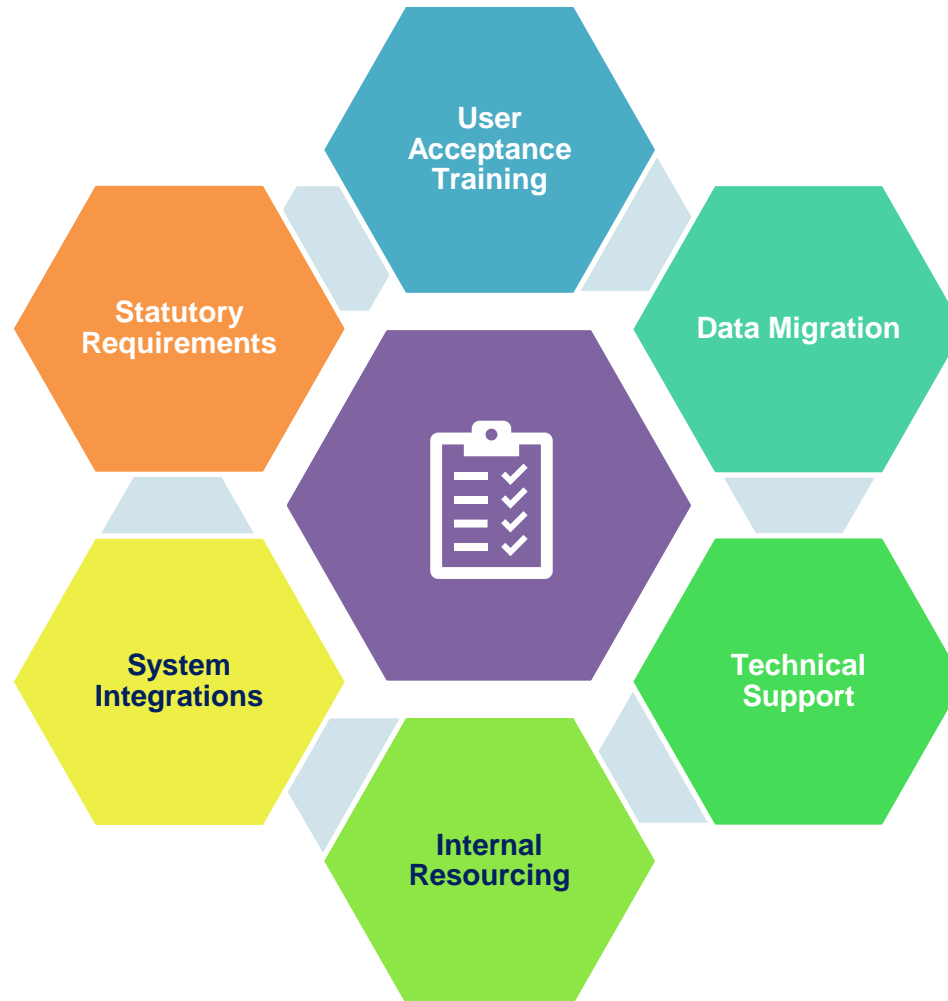 User
Acceptance
Training
Statutory
Requirements
Data Migration
System
Integrations
Technical
Support
Internal
Resourcing